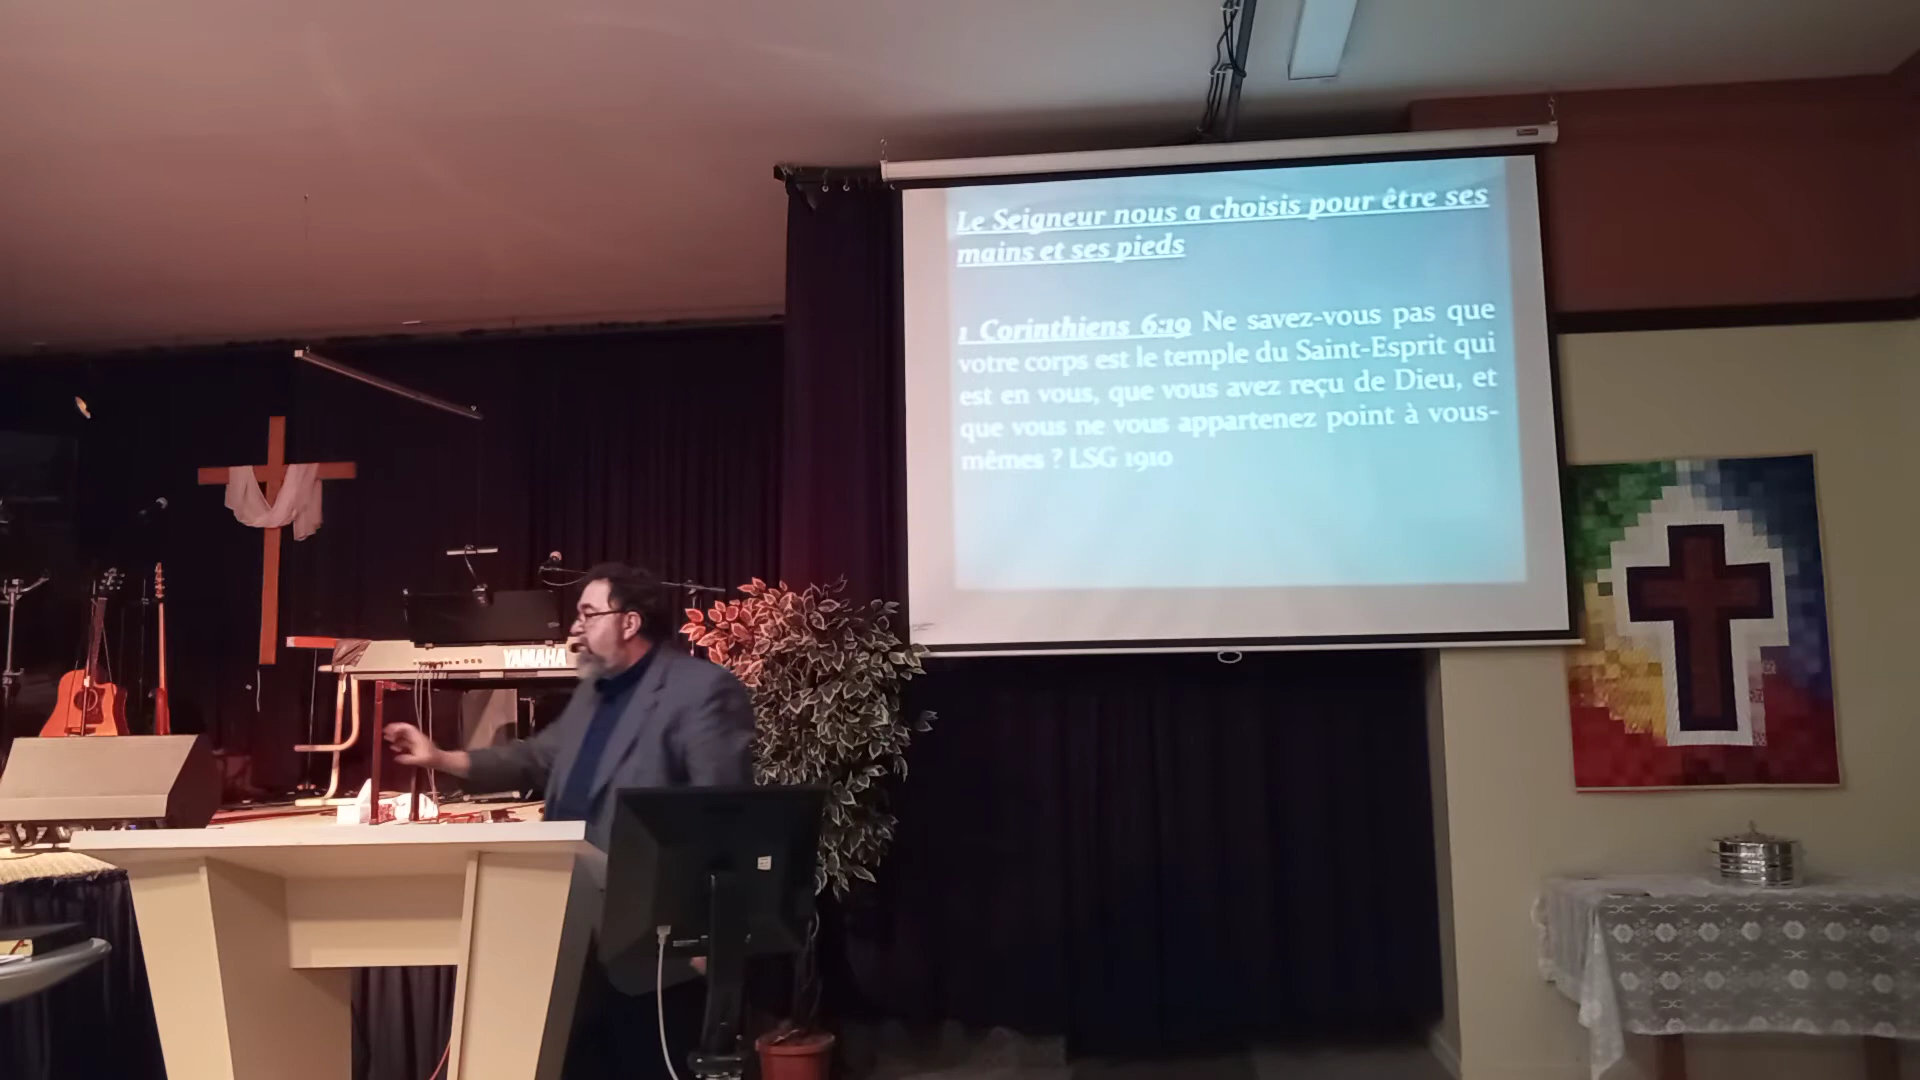 Le Seigneur nous a choisis pour être ses
mains et ses pieds
1 Corinthiens 6:19 Ne savez-vous pas que
votre corps est le temple du Saint-Esprit qui
est en vous, que vous avez reçu de Dieu, et
que vous ne vous appartenez point à vous-
mêmes ? LSG 1910
YAMAHA